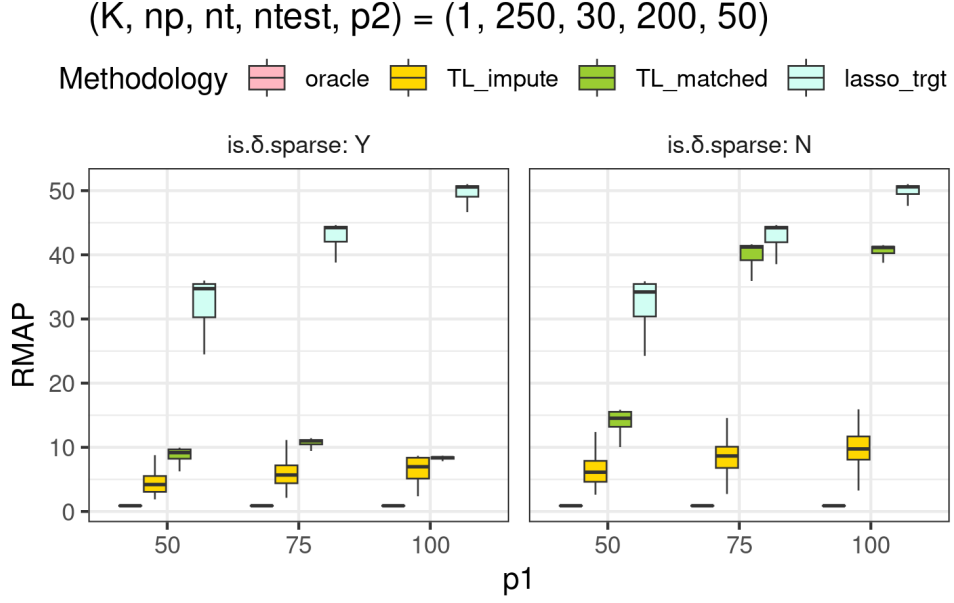 (K, np, nt, ntest, p2) = (1, 250, 30, 200, 50)
Methodology oracle TL_impute TL_matched lasso_trgt
is.δ.sparse: Y is.δ.sparse: N
50
40
30
20
10
0
RMAP
50 75 100 50 75 100
p1